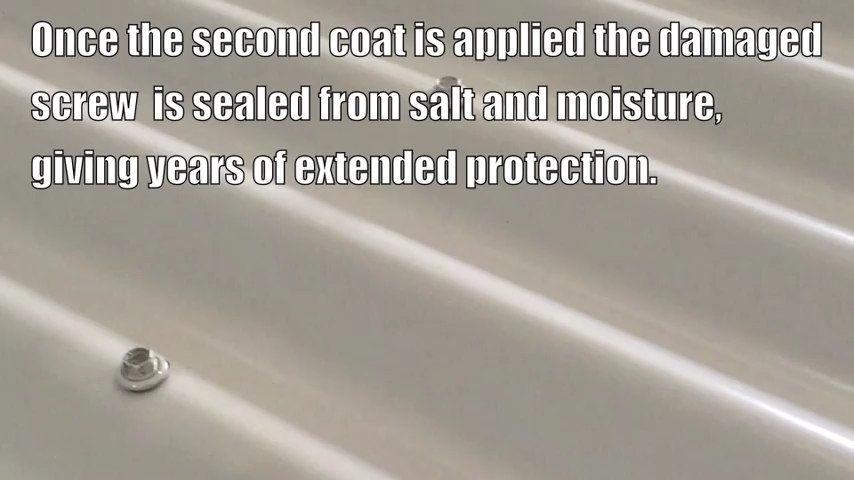 Once the second coat is applied the damaged
screw is sealed from salt and moisture,
giving years of extended protection.